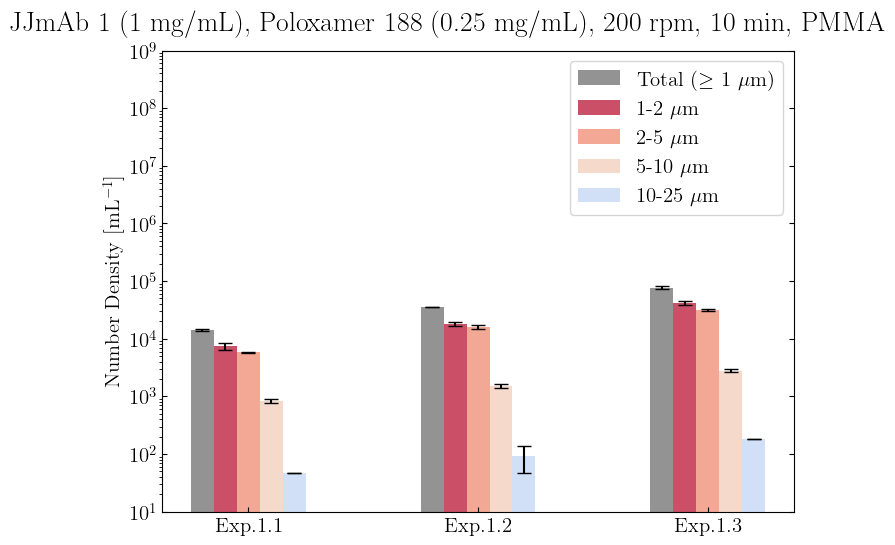 JJmAb 1 (1 mg/mL), Poloxamer 188 (0.25 mg/mL), 200 rpm, 10 min, PMMA
Number Density [mL⁻¹]
10⁹
10⁸
10⁷
10⁶
10⁵
10⁴
10³
10²
10¹
Total (≥ 1 μm)
1-2 μm
2-5 μm
5-10 μm
10-25 μm
Exp.1.1 Exp.1.2 Exp.1.3